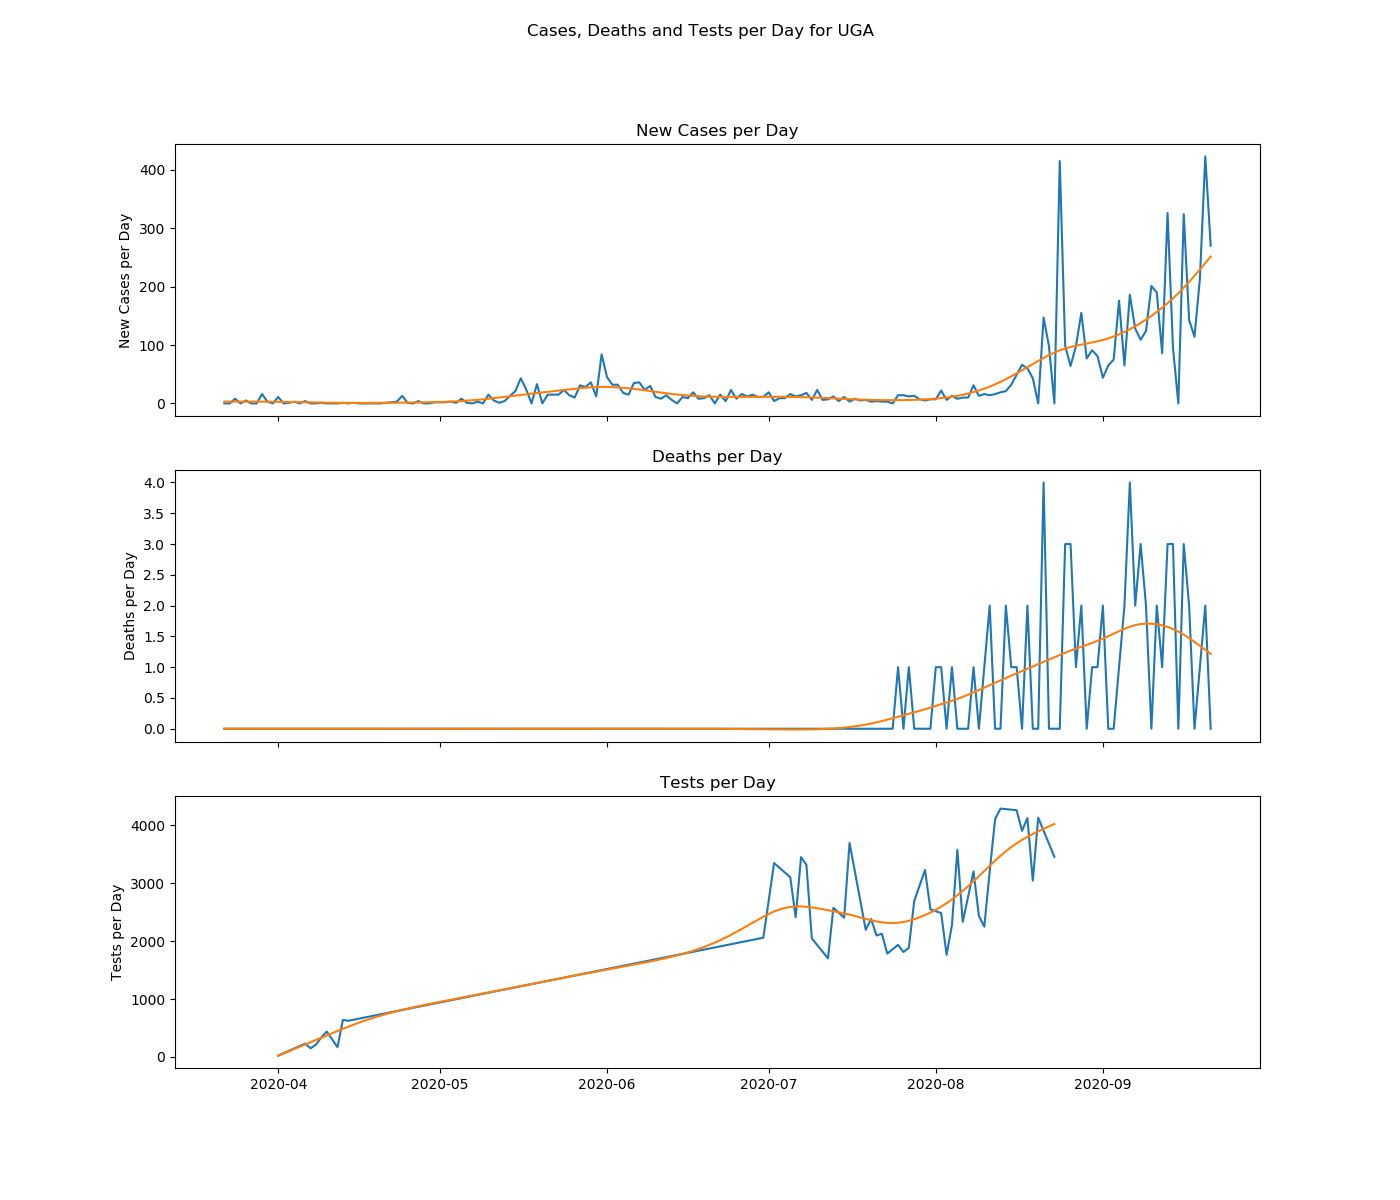 Cases, Deaths and Tests per Day for UGA
New Cases per Day
New Cases per Day
400
300
200
100
0
Deaths per Day
Deaths per Day
4.0
3.5
3.0
2.5
2.0
1.5
1.0
0.5
0.0
Tests per Day
Tests per Day
4000
3000
2000
1000
0
2020-04 2020-05 2020-06 2020-07 2020-08 2020-09